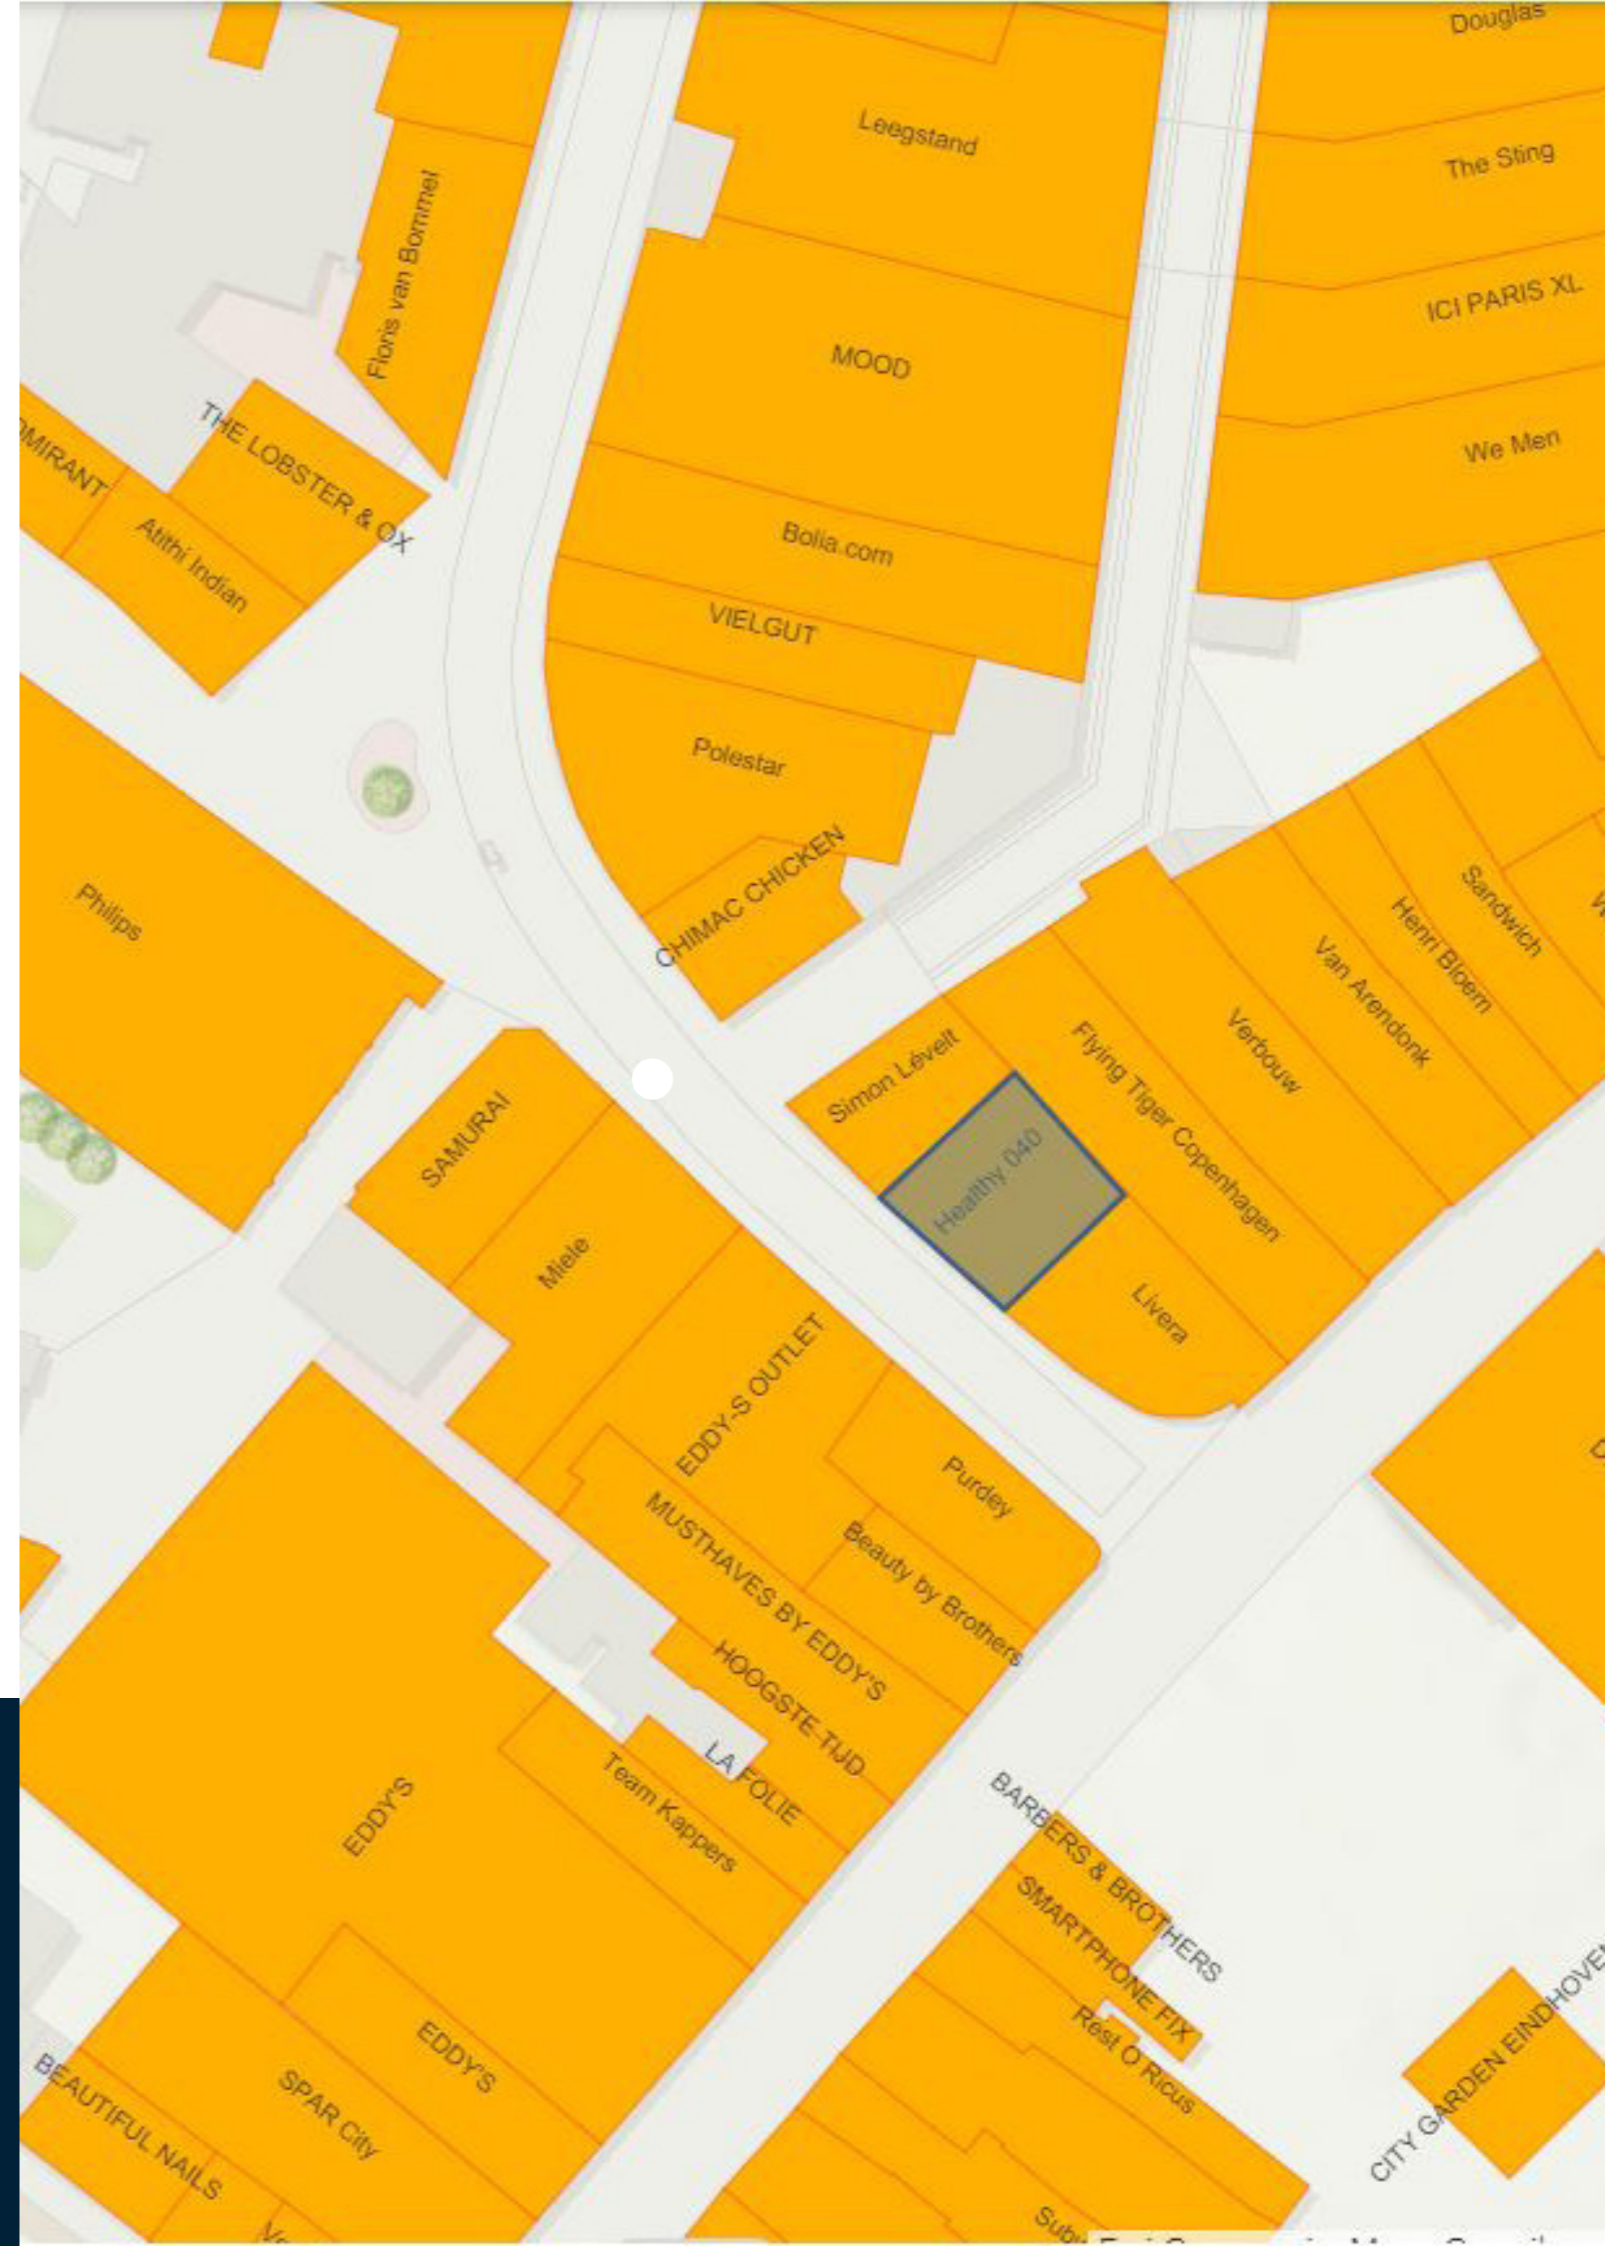 Douglas
Leegstand
The Sting
Floris van Bommel
ICI PARIS XL
MOOD
THE LOBSTER & OX
We Men
Atithi Indian
Bolia.com
VIELGUT
Polestar
CHIMAC CHICKEN
Philips
Sandwich
Henri Bloem
Van Arendonk
Verbouw
Flying Tiger Copenhagen
Simon Lévelt
SAMURAI
Healthy 040
Miele
Livera
EDDY-S OUTLET
Purdey
MUSTHAVES BY EDDY'S
Beauty by Brothers
HOOGSTE TIJD
LA FOLIE
Team Kappers
EDDY'S
BARBERS & BROTHERS
SMARTPHONE FIX
Rest O Ricus
EDDY'S
SPAR City
BEAUTIFUL NAILS
CITY GARDEN EINDHOVEN